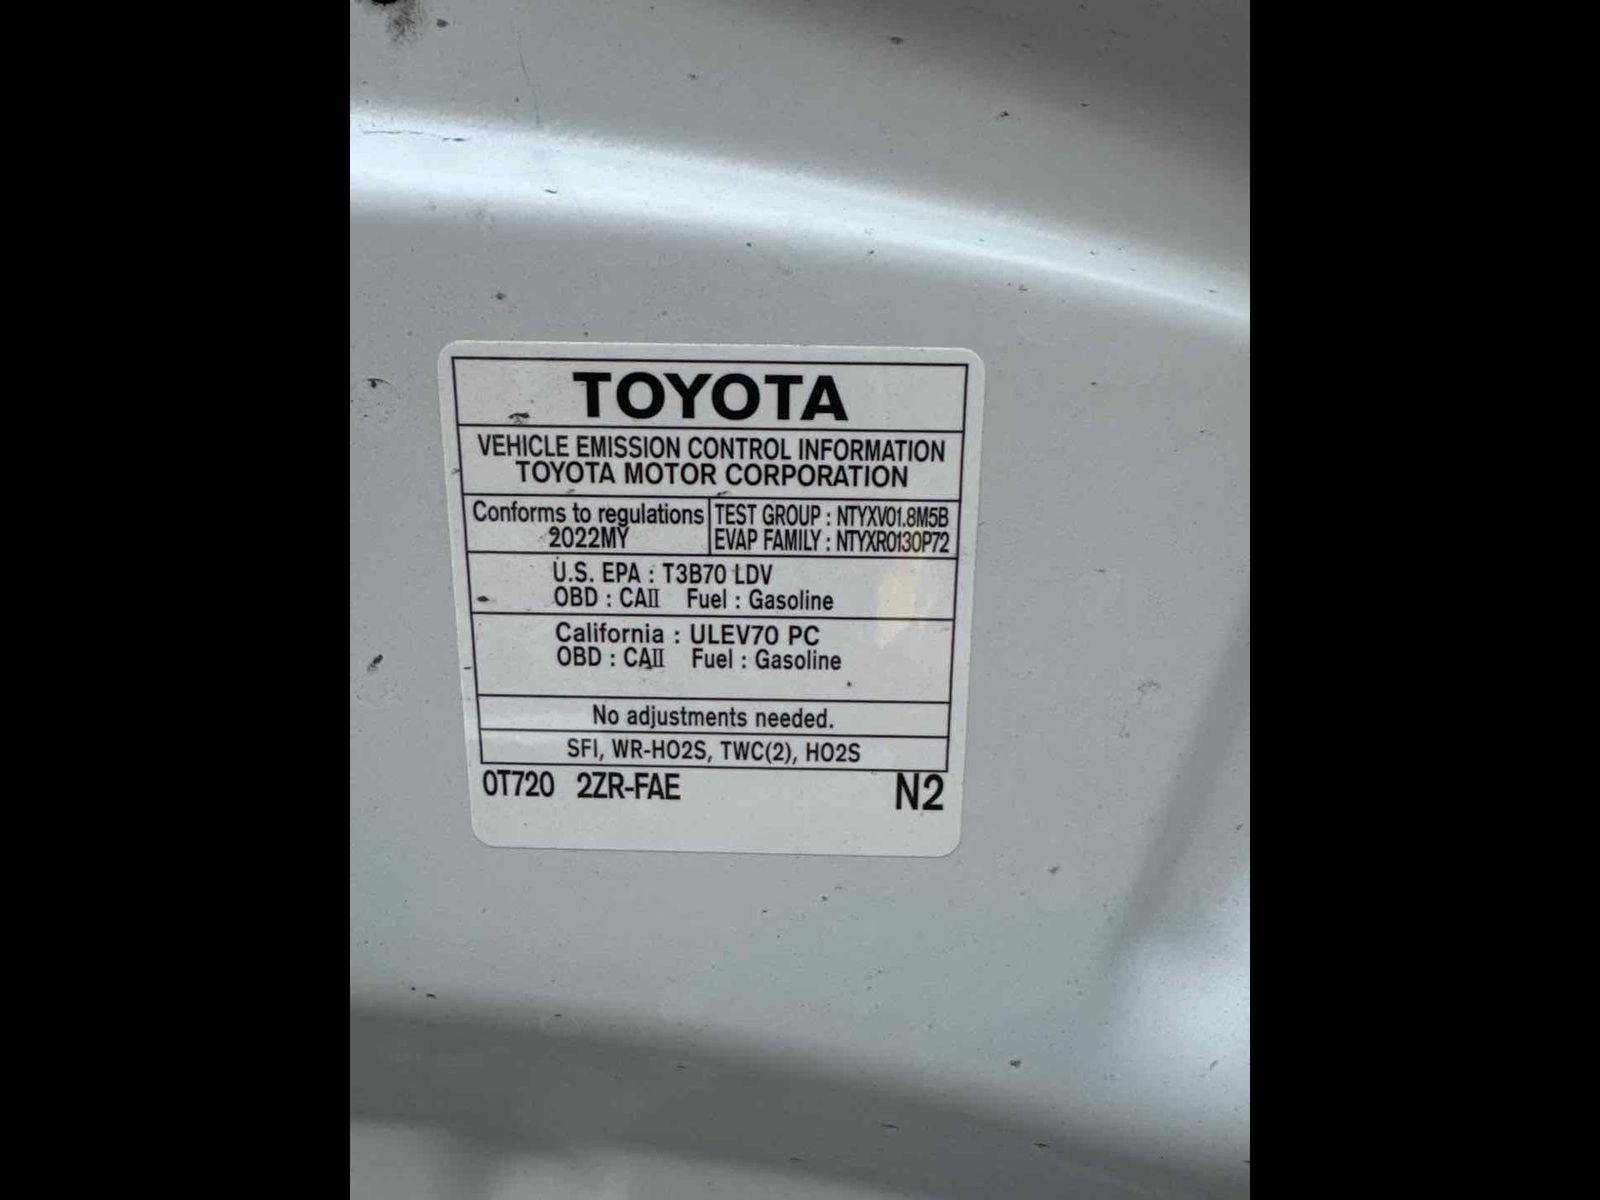 TOYOTA
VEHICLE EMISSION CONTROL INFORMATION
TOYOTA MOTOR CORPORATION
Conforms to regulations
2022MY
TEST GROUP : NTYXV01.8M5B
EVAP FAMILY : NTYXR0130P72
U.S. EPA : T3B70 LDV
OBD : CAII Fuel : Gasoline
California : ULEV70 PC
OBD : CAII Fuel : Gasoline
No adjustments needed.
SFI, WR-HO2S, TWC(2), HO2S
0T720 2ZR-FAE N2